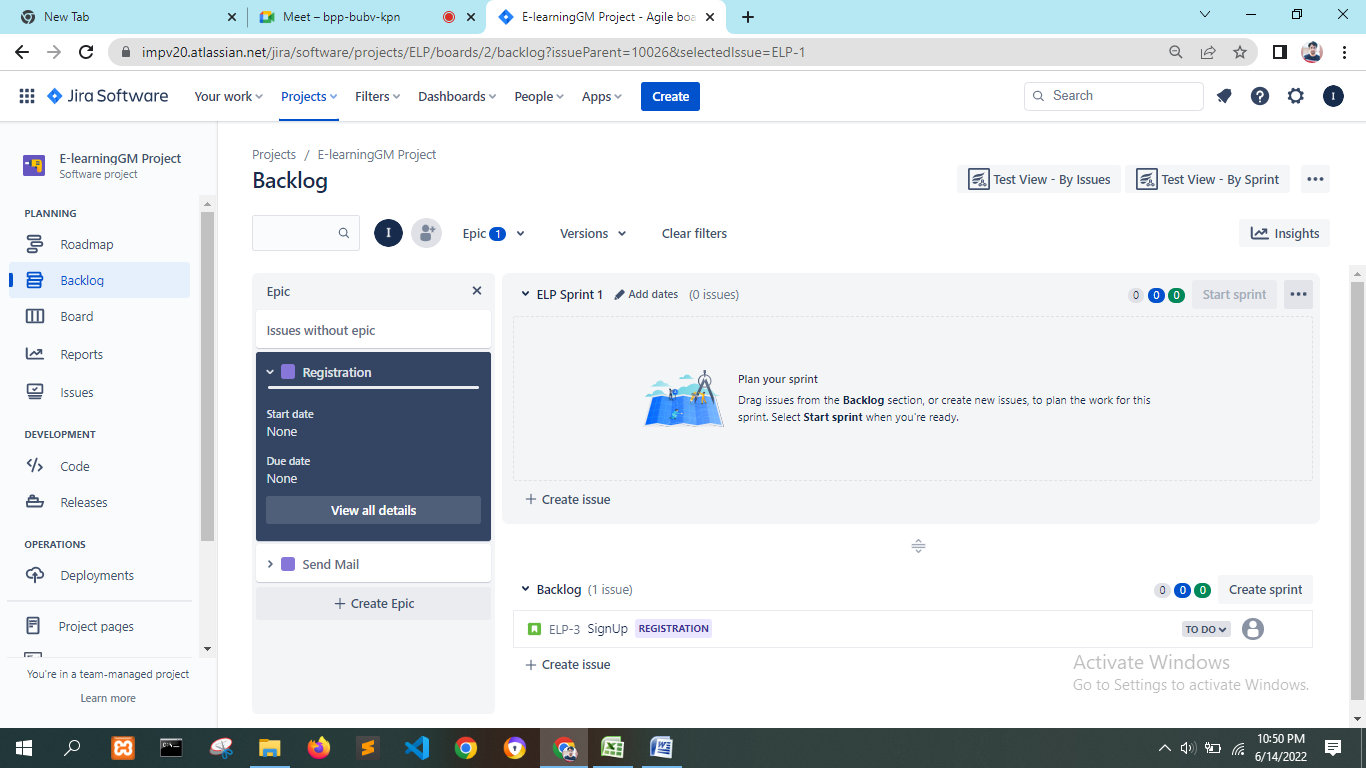 New Tab
Meet – bpp-bubv-kpn
E-learningGM Project - Agile boa
impv20.atlassian.net/jira/software/projects/ELP/boards/2/backlog?issueParent=10026&selectedIssue=ELP-1
Jira Software
Your work
Projects
Filters
Dashboards
People
Apps
Create
Search
I
E-learningGM Project
Software project
PLANNING
Roadmap
Backlog
Board
Reports
Issues
DEVELOPMENT
Code
Releases
OPERATIONS
Deployments
Project pages
You're in a team-managed project
Learn more
Projects / E-learningGM Project
Backlog
Test View - By Issues
Test View - By Sprint
I
Epic 1
Versions
Clear filters
Insights
Epic
Issues without epic
Registration
Start date
None
Due date
None
View all details
Send Mail
+ Create Epic
ELP Sprint 1 Add dates (0 issues)
0 0 0
Start sprint
Plan your sprint
Drag issues from the Backlog section, or create new issues, to plan the work for this
sprint. Select Start sprint when you're ready.
+ Create issue
Backlog (1 issue)
0 0 0
Create sprint
ELP-3 SignUp REGISTRATION
TO DO
+ Create issue
Activate Windows
Go to Settings to activate Windows.
10:50 PM
6/14/2022